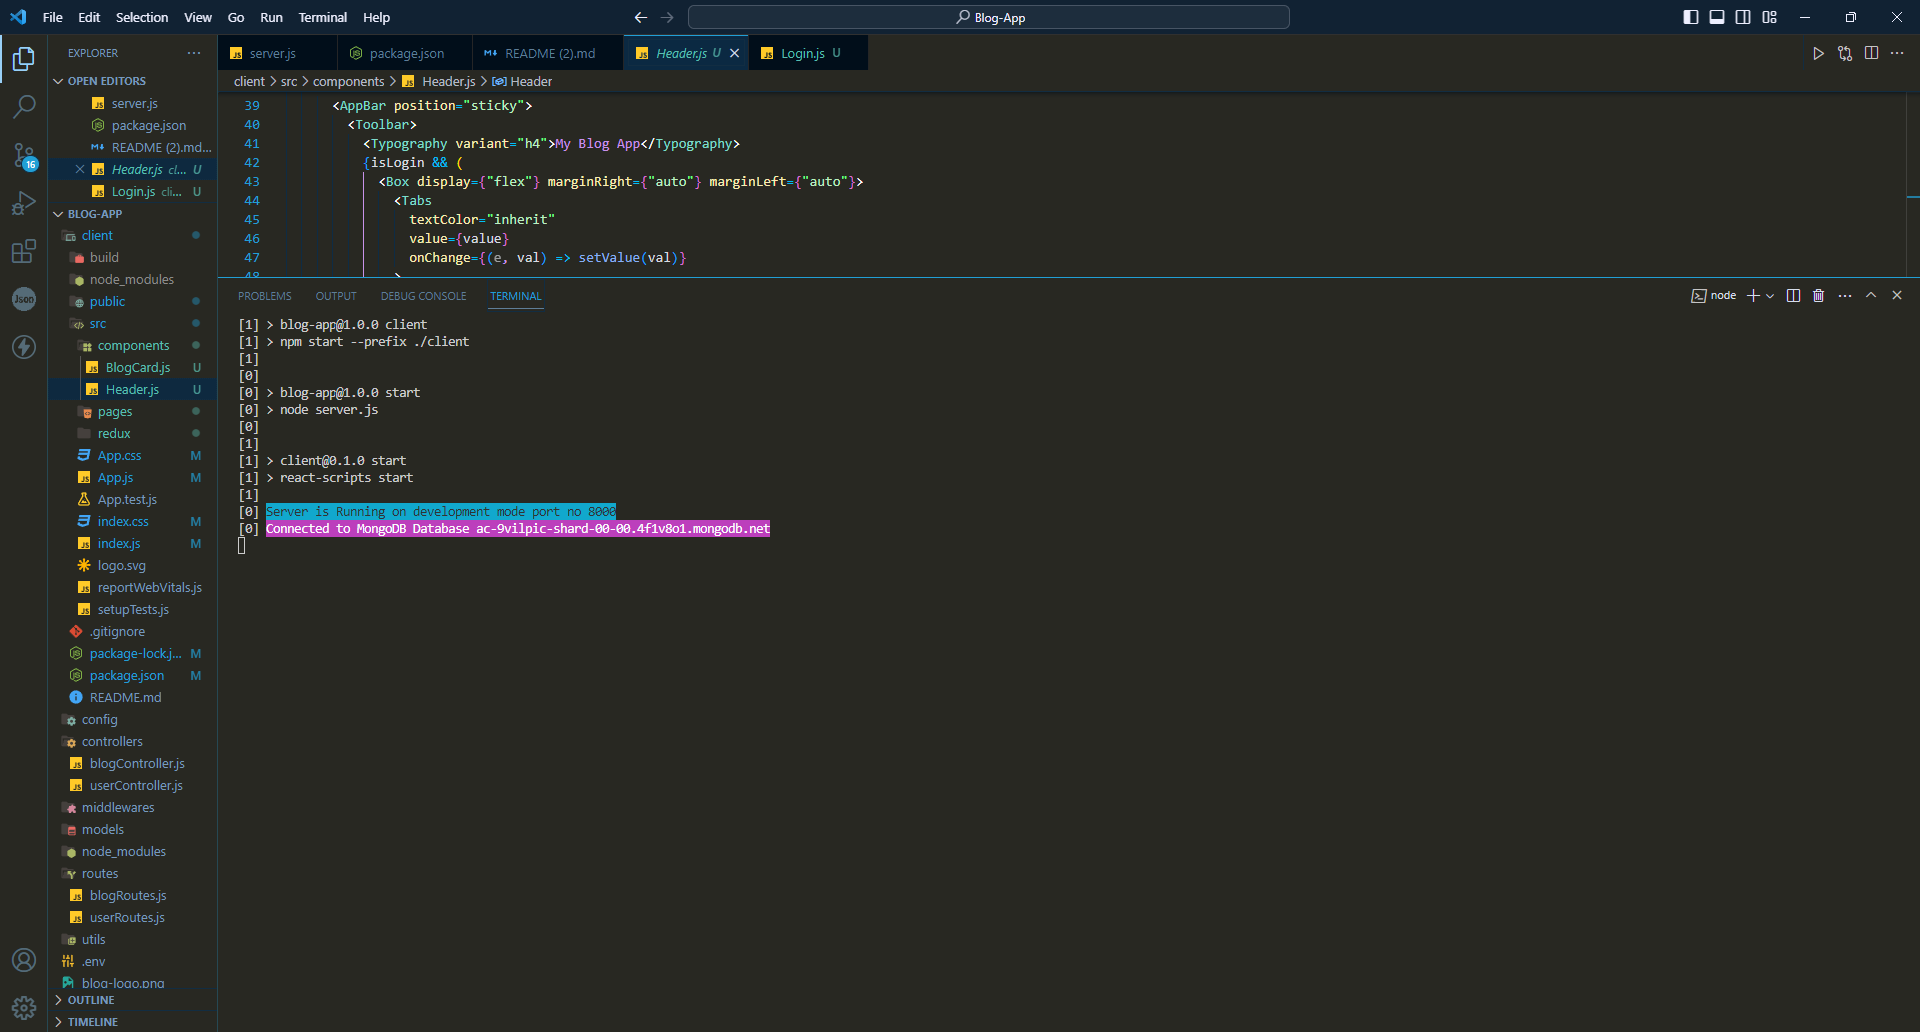 File Edit Selection View Go Run Terminal Help
Blog-App
EXPLORER
OPEN EDITORS
server.js
package.json
README (2).md...
Header.js cl... U
Login.js cli... U
BLOG-APP
client
build
node_modules
public
src
components
BlogCard.js U
Header.js U
pages
redux
App.css M
App.js M
App.test.js
index.css M
index.js M
logo.svg
reportWebVitals.js
setupTests.js
.gitignore
package-lock.j... M
package.json M
README.md
config
controllers
blogController.js
userController.js
middlewares
models
node_modules
routes
blogRoutes.js
userRoutes.js
utils
.env
blog-logo.png
OUTLINE
TIMELINE
16
Json
server.js package.json README (2).md Header.js U Login.js U
client > src > components > Header.js > Header
39 <AppBar position="sticky">
40 <Toolbar>
41 <Typography variant="h4">My Blog App</Typography>
42 {isLogin && (
43 <Box display={"flex"} marginRight={"auto"} marginLeft={"auto"}>
44 <Tabs
45 textColor="inherit"
46 value={value}
47 onChange={(e, val) => setValue(val)}
48 >
PROBLEMS OUTPUT DEBUG CONSOLE TERMINAL
node
[1] > blog-app@1.0.0 client
[1] > npm start --prefix ./client
[1]
[0]
[0] > blog-app@1.0.0 start
[0] > node server.js
[0]
[1]
[1] > client@0.1.0 start
[1] > react-scripts start
[1]
[0] Server is Running on development mode port no 8000
[0] Connected to MongoDB Database ac-9vilpic-shard-00-00.4f1v8o1.mongodb.net